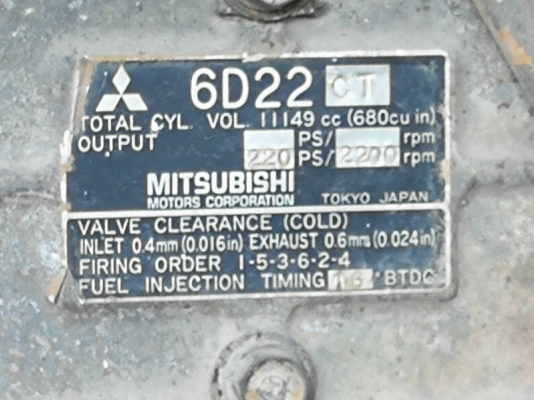 6D22 CT
TOTAL CYL. VOL. 11149 cc (680cu in)
OUTPUT PS/ rpm
220 PS/ 2200 rpm
MITSUBISHI
MOTORS CORPORATION TOKYO JAPAN
VALVE CLEARANCE (COLD)
INLET 0.4mm (0.016in) EXHAUST 0.6mm (0.024in)
FIRING ORDER 1-5-3-6-2-4
FUEL INJECTION TIMING °BTDC